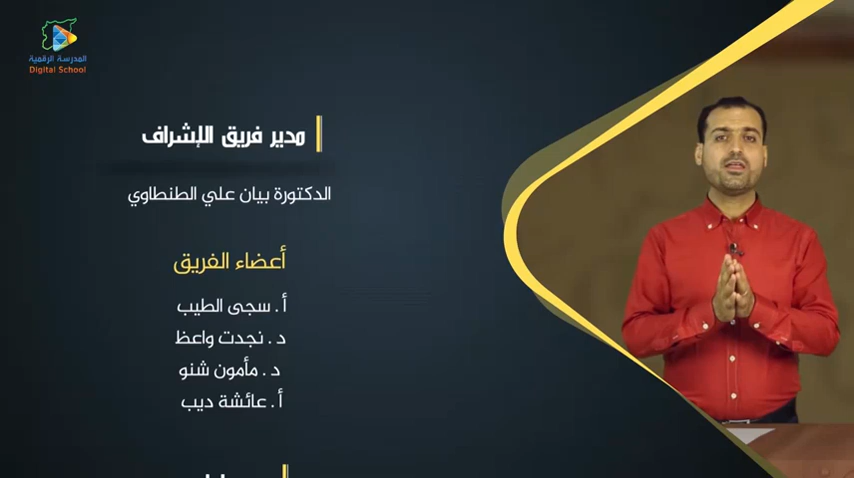 المدرسة الرقمية
Digital School
مدير فريق الإشراف
الدكتورة بيان علي الطنطاوي
أعضاء الفريق
أ . سجى الطيب
د . نجدت واعظ
د . مأمون شنو
أ . عائشة ديب